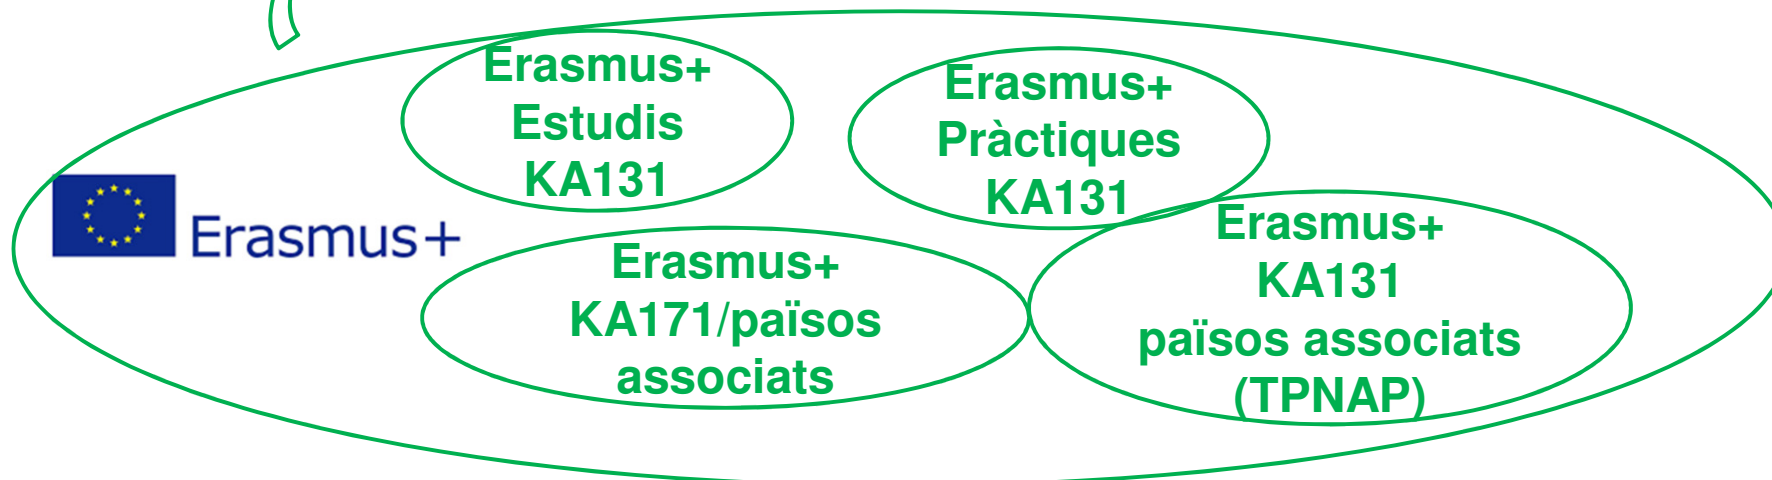 Erasmus+
Estudis
KA131
Erasmus+
Pràctiques
KA131
Erasmus+
Erasmus+
KA171/països
associats
Erasmus+
KA131
països associats
(TPNAP)